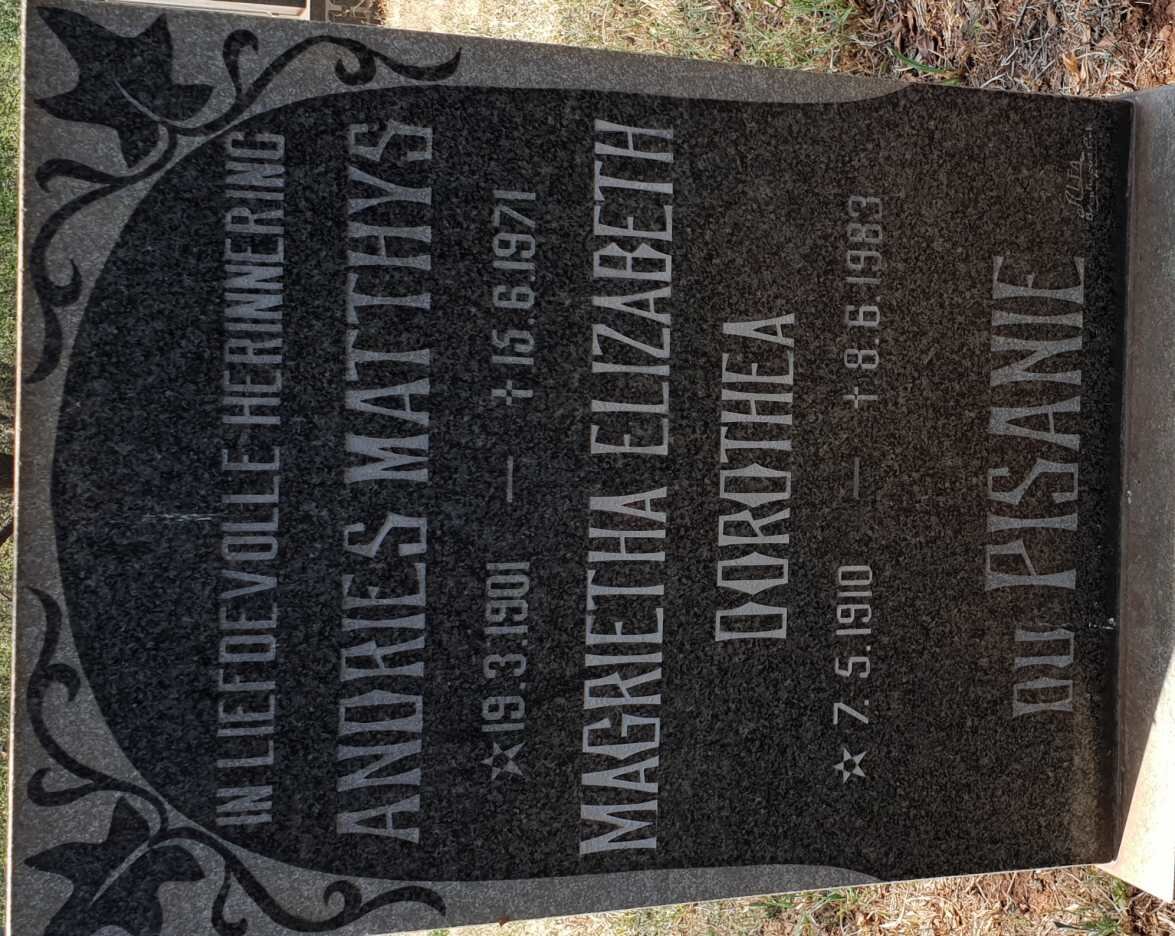 IN LIEFDEVOLLE HERINNERING
ANDRIES MATTHYS
19.3.1901 — † 15.6.1971
MAGRIETHA ELIZABETH
DOROTHEA
7.5.1910 — † 8.6.1983
DU PISANIE